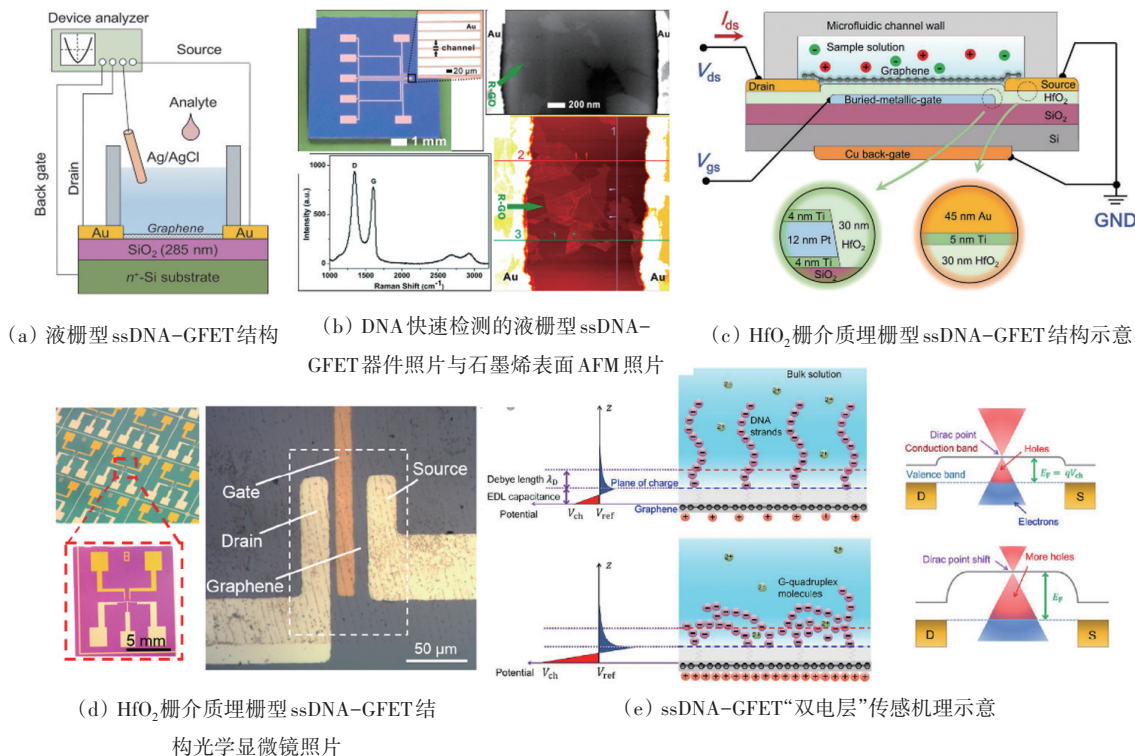 Device analyzer
Source
Analyte
Ag/AgCl
Back gate
Drain
Graphene
Au
Au
SiO₂ (285 nm)
n⁺-Si substrate
(a) 液栅型ssDNA-GFET结构
Au
channel
20 μm
1 mm
Au
Au
R-GO
200 nm
Intensity (a.u.)
1000
500
0
D
G
1000 1500 2000 2500 3000
Raman Shift (cm⁻¹)
1
2
R-GO
3
Au
Au
(b) DNA快速检测的液栅型ssDNA-
GFET器件照片与石墨烯表面AFM照片
Ids
Vds
Vgs
Microfluidic channel wall
Sample solution
Graphene
Drain
Source
HfO₂
Buried-metallic-gate
SiO₂
Si
Cu back-gate
GND
4 nm Ti
30 nm
HfO₂
12 nm Pt
4 nm Ti
SiO₂
45 nm Au
5 nm Ti
30 nm HfO₂
(c) HfO₂栅介质埋栅型ssDNA-GFET结构示意
5 mm
Gate
Source
Drain
Graphene
50 μm
(d) HfO₂栅介质埋栅型ssDNA-GFET结
构光学显微镜照片
z
Bulk solution
DNA
strands
Debye length λD
Plane of charge
EDL capacitance
Graphene
Potential
Vch
Vref
Dirac point
Conduction band
Holes
Valence band
EF = qVch
D
S
Electrons
z
G-quadruplex
molecules
Potential
Vch
Vref
Dirac point shift
More holes
EF
D
S
(e) ssDNA-GFET“双电层”传感机理示意